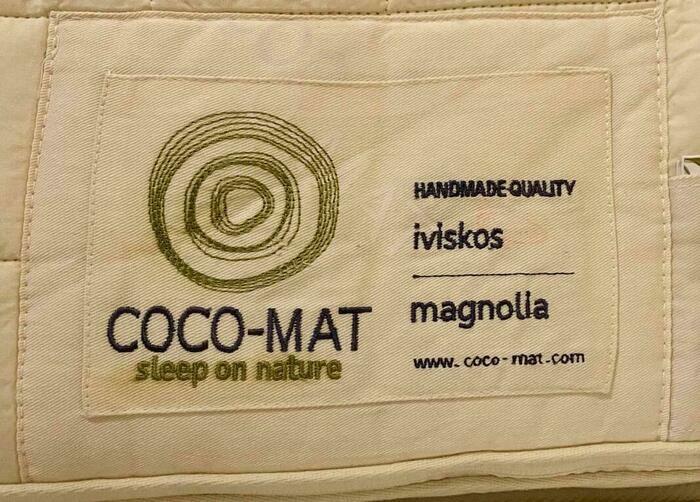 COCO-MAT
sleep on nature
HANDMADE QUALITY
iviskos
magnolia
www.coco-mat.com